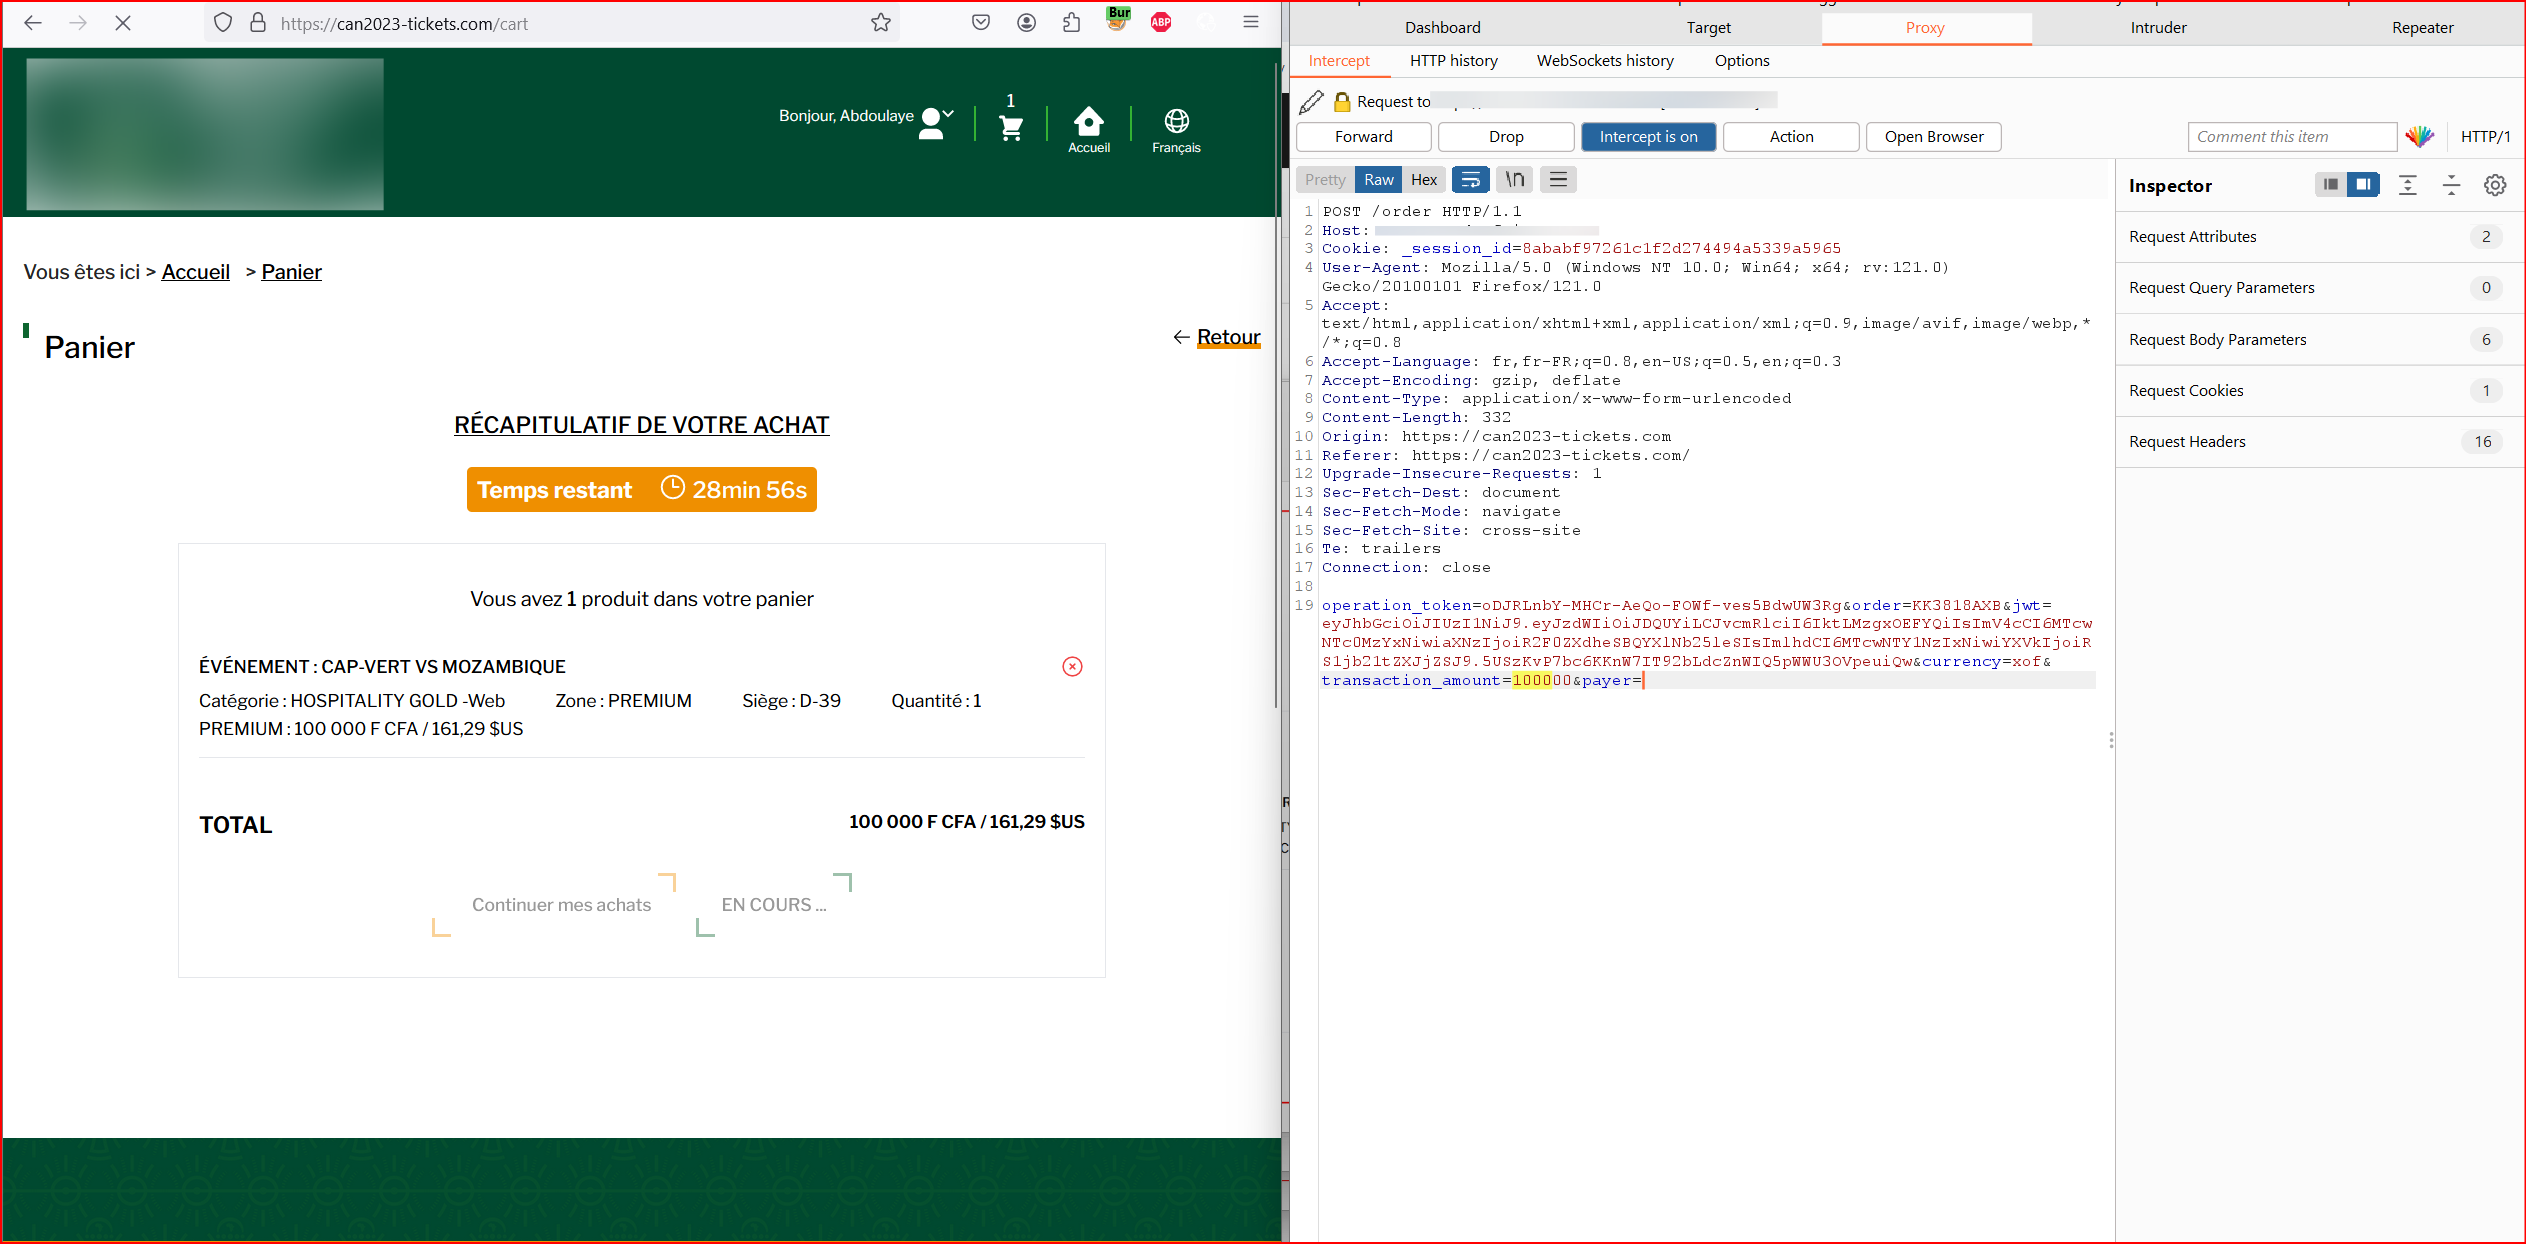 https://can2023-tickets.com/cart
Bur
ABP
Bonjour, Abdoulaye
1
Accueil
Français
Vous êtes ici > Accueil > Panier
Panier
← Retour
RÉCAPITULATIF DE VOTRE ACHAT
Temps restant 28min 56s
Vous avez 1 produit dans votre panier
ÉVÉNEMENT : CAP-VERT VS MOZAMBIQUE
Catégorie : HOSPITALITY GOLD -Web Zone : PREMIUM Siège : D-39 Quantité : 1
PREMIUM : 100 000 F CFA / 161,29 $US
TOTAL 100 000 F CFA / 161,29 $US
Continuer mes achats EN COURS ...
Dashboard Target Proxy Intruder Repeater
Intercept HTTP history WebSockets history Options
Request to
Forward Drop Intercept is on Action Open Browser Comment this item HTTP/1
Pretty Raw Hex \n
Inspector
Request Attributes 2
Request Query Parameters 0
Request Body Parameters 6
Request Cookies 1
Request Headers 16
1 POST /order HTTP/1.1
2 Host:
3 Cookie: _session_id=8ababf97261c1f2d274494a5339a5965
4 User-Agent: Mozilla/5.0 (Windows NT 10.0; Win64; x64; rv:121.0)
Gecko/20100101 Firefox/121.0
5 Accept:
text/html,application/xhtml+xml,application/xml;q=0.9,image/avif,image/webp,*
/*;q=0.8
6 Accept-Language: fr,fr-FR;q=0.8,en-US;q=0.5,en;q=0.3
7 Accept-Encoding: gzip, deflate
8 Content-Type: application/x-www-form-urlencoded
9 Content-Length: 332
10 Origin: https://can2023-tickets.com
11 Referer: https://can2023-tickets.com/
12 Upgrade-Insecure-Requests: 1
13 Sec-Fetch-Dest: document
14 Sec-Fetch-Mode: navigate
15 Sec-Fetch-Site: cross-site
16 Te: trailers
17 Connection: close
18
19 operation_token=oDJRLnbY-MHCr-AeQo-FOWf-ves5BdwUW3Rg&order=KK3818AXB&jwt=
eyJhbGciOiJIUzI1NiJ9.eyJzdWIiOiJDQUYiLCJvcmRlciI6IktLMzgxOEFYQiIsImV4cCI6MTcw
NTc0MzYxNiwiaXNzIjoiR2F0ZXdheSBQYXlNb25leSIsImlhdCI6MTcwNTY1NzIxNiwiYXVkIjoiR
S1jb21tZXJjZSJ9.5USzKvP7bc6KKnW7IT92bLdcZnWIQ5pWWU3OVpeuiQw&currency=xof&
transaction_amount=100000&payer=